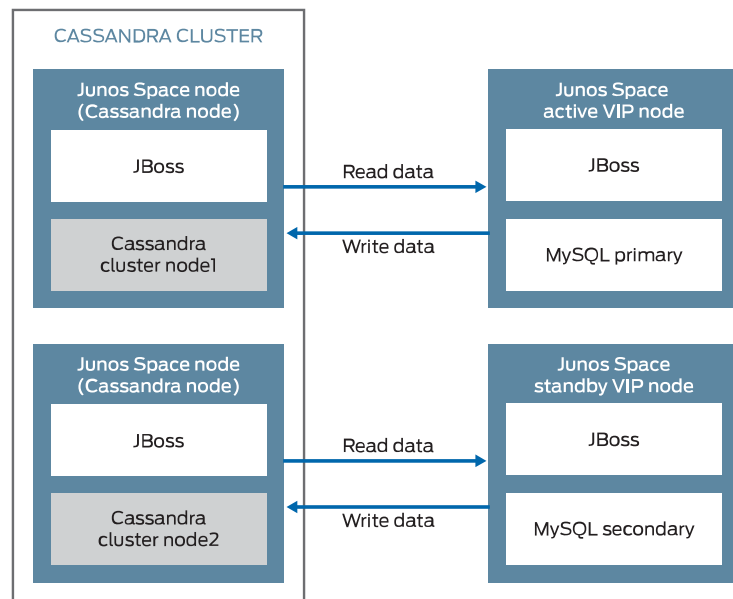 CASSANDRA CLUSTER
Junos Space node
(Cassandra node)
JBoss
Cassandra
cluster node1
Read data
Write data
Junos Space
active VIP node
JBoss
MySQL primary
Junos Space node
(Cassandra node)
JBoss
Cassandra
cluster node2
Read data
Write data
Junos Space
standby VIP node
JBoss
MySQL secondary